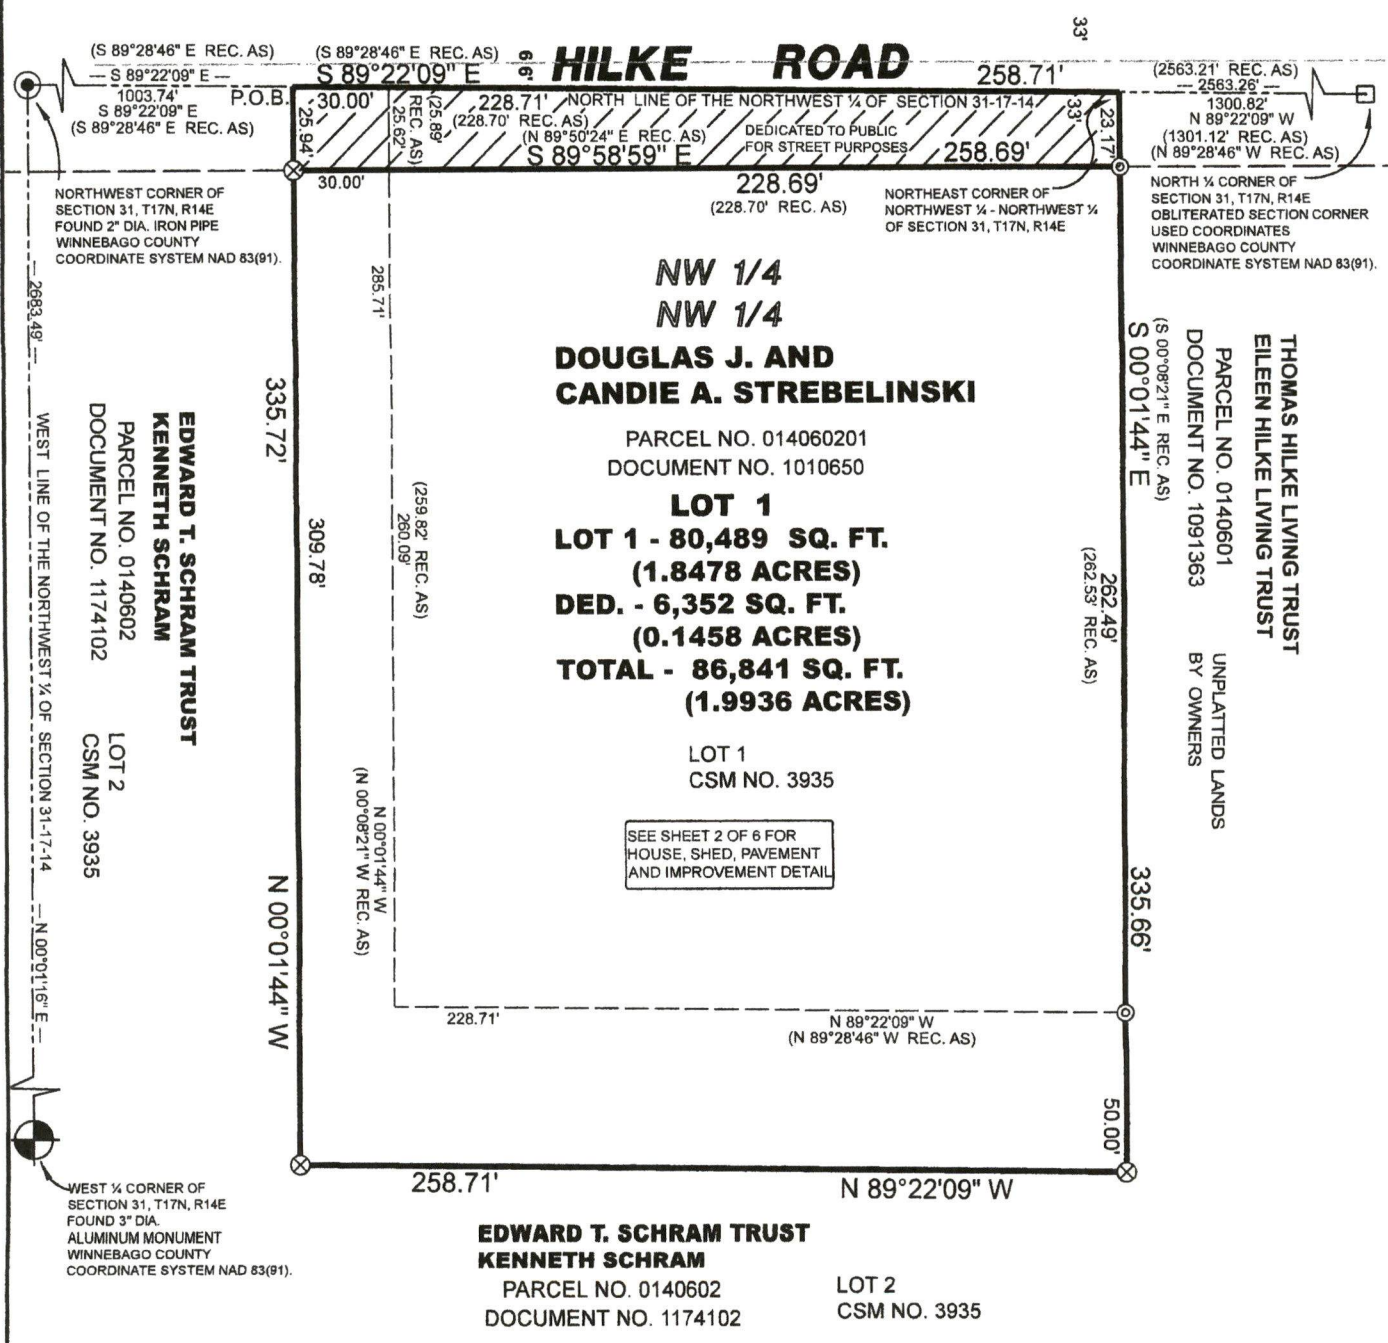 33'
(S 89°28'46" E REC. AS)
— S 89°22'09" E —
1003.74'
S 89°22'09" E
(S 89°28'46" E REC. AS)
P.O.B.
(S 89°28'46" E REC. AS)
S 89°22'09" E
6.6'
HILKE ROAD
258.71'
(2563.21' REC. AS)
— 2563.26' —
1300.82'
N 89°22'09" W
(1301.12' REC. AS)
(N 89°28'46" W REC. AS)
30.00'
25.94'
(25.89'
REC. AS)
25.62'
228.71'
(228.70' REC. AS)
NORTH LINE OF THE NORTHWEST ¼ OF SECTION 31-17-14
33'
23.17'
(N 89°50'24" E REC. AS)
S 89°58'59" E
DEDICATED TO PUBLIC
FOR STREET PURPOSES
258.69'
30.00'
228.69'
(228.70' REC. AS)
NORTHEAST CORNER OF
NORTHWEST ¼ - NORTHWEST ¼
OF SECTION 31, T17N, R14E
NORTHWEST CORNER OF
SECTION 31, T17N, R14E
FOUND 2" DIA. IRON PIPE
WINNEBAGO COUNTY
COORDINATE SYSTEM NAD 83(91).
NORTH ¼ CORNER OF
SECTION 31, T17N, R14E
OBLITERATED SECTION CORNER
USED COORDINATES
WINNEBAGO COUNTY
COORDINATE SYSTEM NAD 83(91).
— 2683.49' —
WEST LINE OF THE NORTHWEST ¼ OF SECTION 31-17-14
— N 00°01'16" E —
EDWARD T. SCHRAM TRUST
KENNETH SCHRAM
PARCEL NO. 0140602
DOCUMENT NO. 1174102
LOT 2
CSM NO. 3935
335.72'
N 00°01'44" W
309.78'
285.71'
(259.82' REC. AS)
260.09'
N 00°01'44" W
(N 00°08'21" W REC. AS)
NW 1/4
NW 1/4
DOUGLAS J. AND
CANDIE A. STREBELINSKI
PARCEL NO. 014060201
DOCUMENT NO. 1010650
LOT 1
LOT 1 - 80,489 SQ. FT.
(1.8478 ACRES)
DED. - 6,352 SQ. FT.
(0.1458 ACRES)
TOTAL - 86,841 SQ. FT.
(1.9936 ACRES)
LOT 1
CSM NO. 3935
SEE SHEET 2 OF 6 FOR
HOUSE, SHED, PAVEMENT
AND IMPROVEMENT DETAIL
(S 00°08'21" E REC. AS)
S 00°01'44" E
262.49'
(262.53' REC. AS)
335.66'
50.00'
THOMAS HILKE LIVING TRUST
EILEEN HILKE LIVING TRUST
PARCEL NO. 0140601
DOCUMENT NO. 1091363
UNPLATTED LANDS
BY OWNERS
228.71'
N 89°22'09" W
(N 89°28'46" W REC. AS)
258.71'
N 89°22'09" W
WEST ¼ CORNER OF
SECTION 31, T17N, R14E
FOUND 3" DIA.
ALUMINUM MONUMENT
WINNEBAGO COUNTY
COORDINATE SYSTEM NAD 83(91).
EDWARD T. SCHRAM TRUST
KENNETH SCHRAM
PARCEL NO. 0140602
DOCUMENT NO. 1174102
LOT 2
CSM NO. 3935